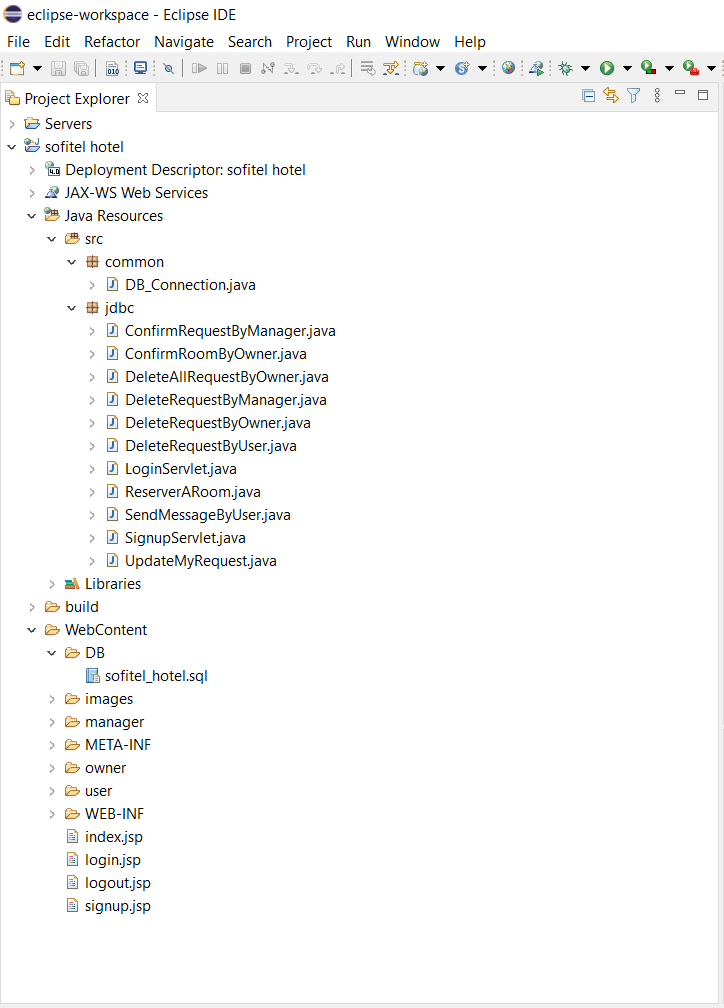 eclipse-workspace - Eclipse IDE
File Edit Refactor Navigate Search Project Run Window Help
010
Project Explorer
Servers
sofitel hotel
4.0 Deployment Descriptor: sofitel hotel
JAX-WS Web Services
Java Resources
src
common
DB_Connection.java
jdbc
ConfirmRequestByManager.java
ConfirmRoomByOwner.java
DeleteAllRequestByOwner.java
DeleteRequestByManager.java
DeleteRequestByOwner.java
DeleteRequestByUser.java
LoginServlet.java
ReserverARoom.java
SendMessageByUser.java
SignupServlet.java
UpdateMyRequest.java
Libraries
build
WebContent
DB
sofitel_hotel.sql
images
manager
META-INF
owner
user
WEB-INF
index.jsp
login.jsp
logout.jsp
signup.jsp